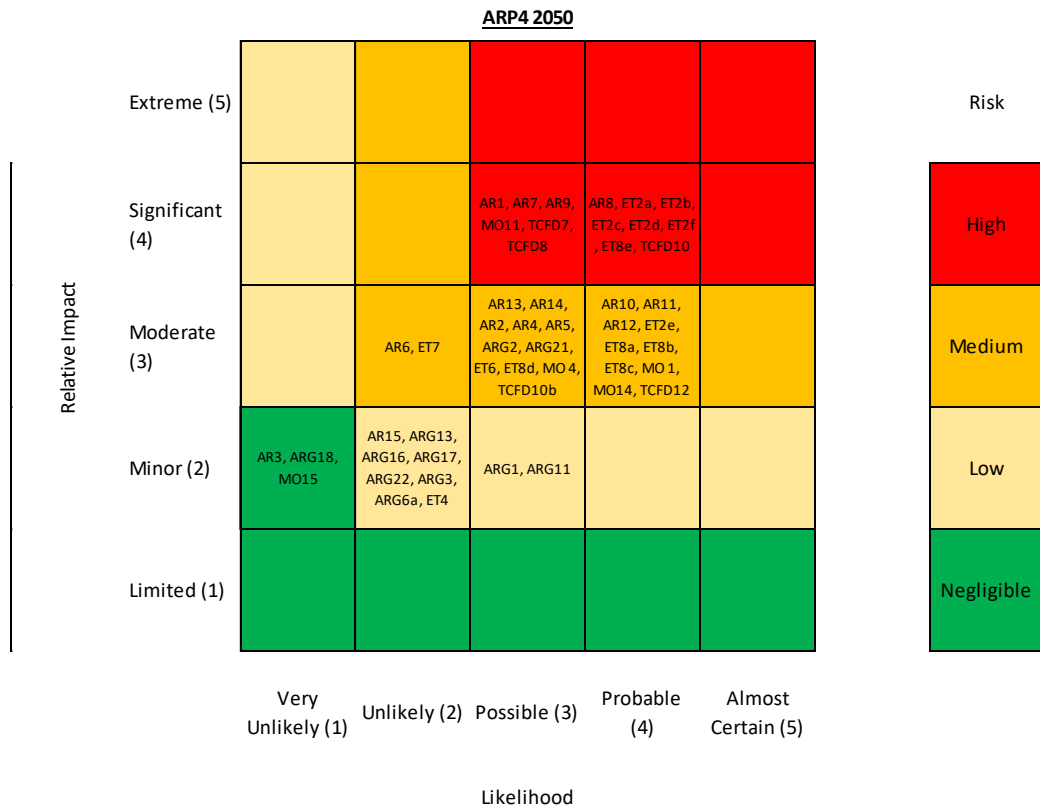 ARP4 2050
Extreme (5)
Risk
Significant
(4)
AR1, AR7, AR9,
MO11, TCFD7,
TCFD8
AR8, ET2a, ET2b,
ET2c, ET2d, ET2f
, ET8e, TCFD10
High
Relative Impact
Moderate
(3)
AR6, ET7
AR13, AR14,
AR2, AR4, AR5,
ARG2, ARG21,
ET6, ET8d, MO 4,
TCFD10b
AR10, AR11,
AR12, ET2e,
ET8a, ET8b,
ET8c, MO 1,
MO14, TCFD12
Medium
Minor (2)
AR3, ARG18,
MO15
AR15, ARG13,
ARG16, ARG17,
ARG22, ARG3,
ARG6a, ET4
ARG1, ARG11
Low
Limited (1)
Negligible
Very
Unlikely (1)
Unlikely (2)
Possible (3)
Probable
(4)
Almost
Certain (5)
Likelihood